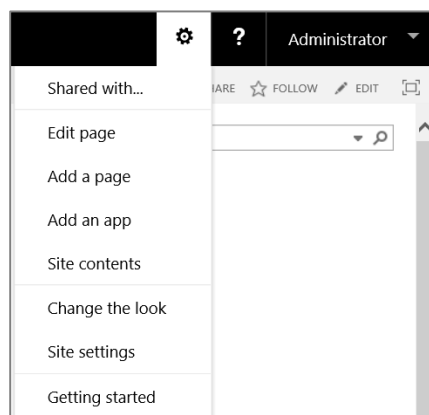 ? Administrator
Shared with...
ARE FOLLOW EDIT
Edit page
Add a page
Add an app
Site contents
Change the look
Site settings
Getting started